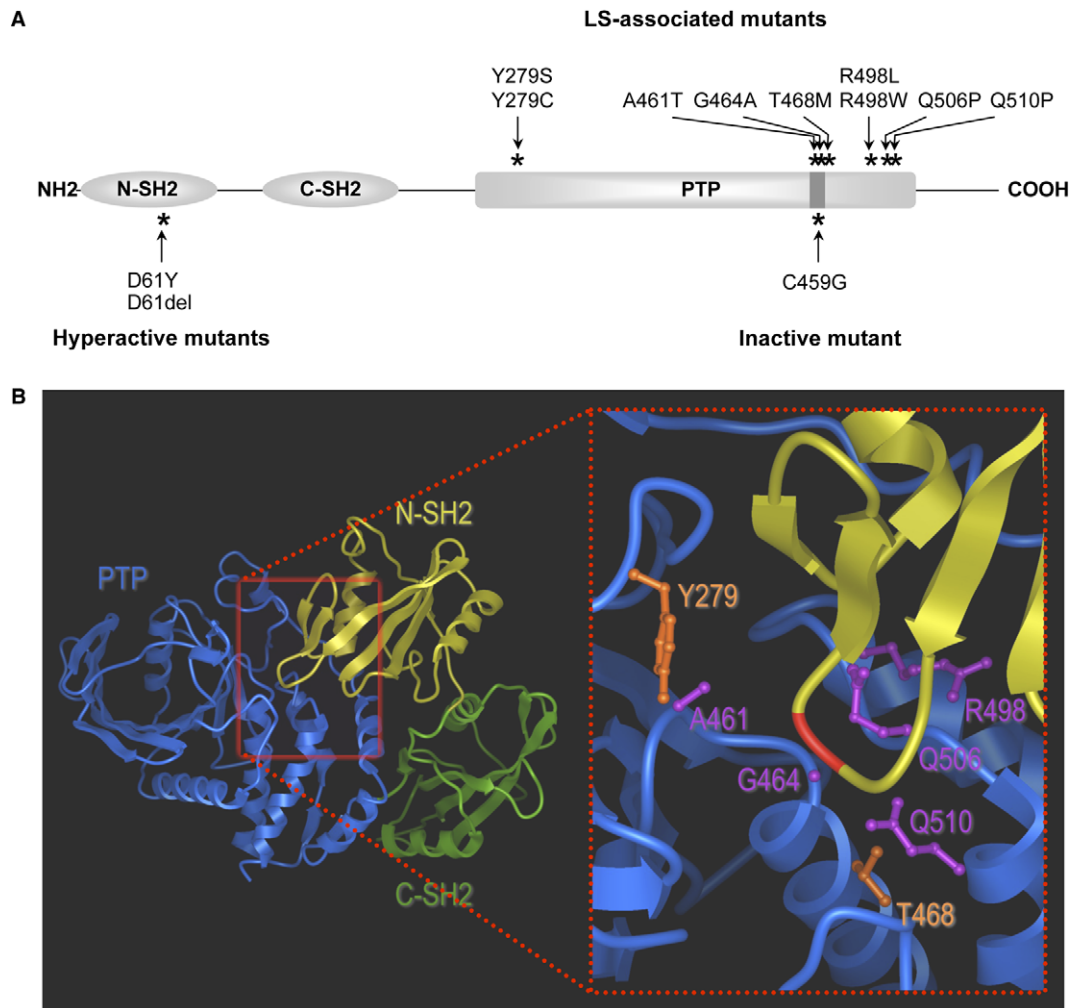 A
LS-associated mutants
Y279S
Y279C
A461T G464A T468M
R498L
R498W
Q506P Q510P
* *** * **
NH2 N-SH2 C-SH2 PTP COOH
* *
D61Y
D61del
C459G
Hyperactive mutants Inactive mutant
B
N-SH2
PTP
C-SH2
Y279
A461
R498
Q506
G464
Q510
T468